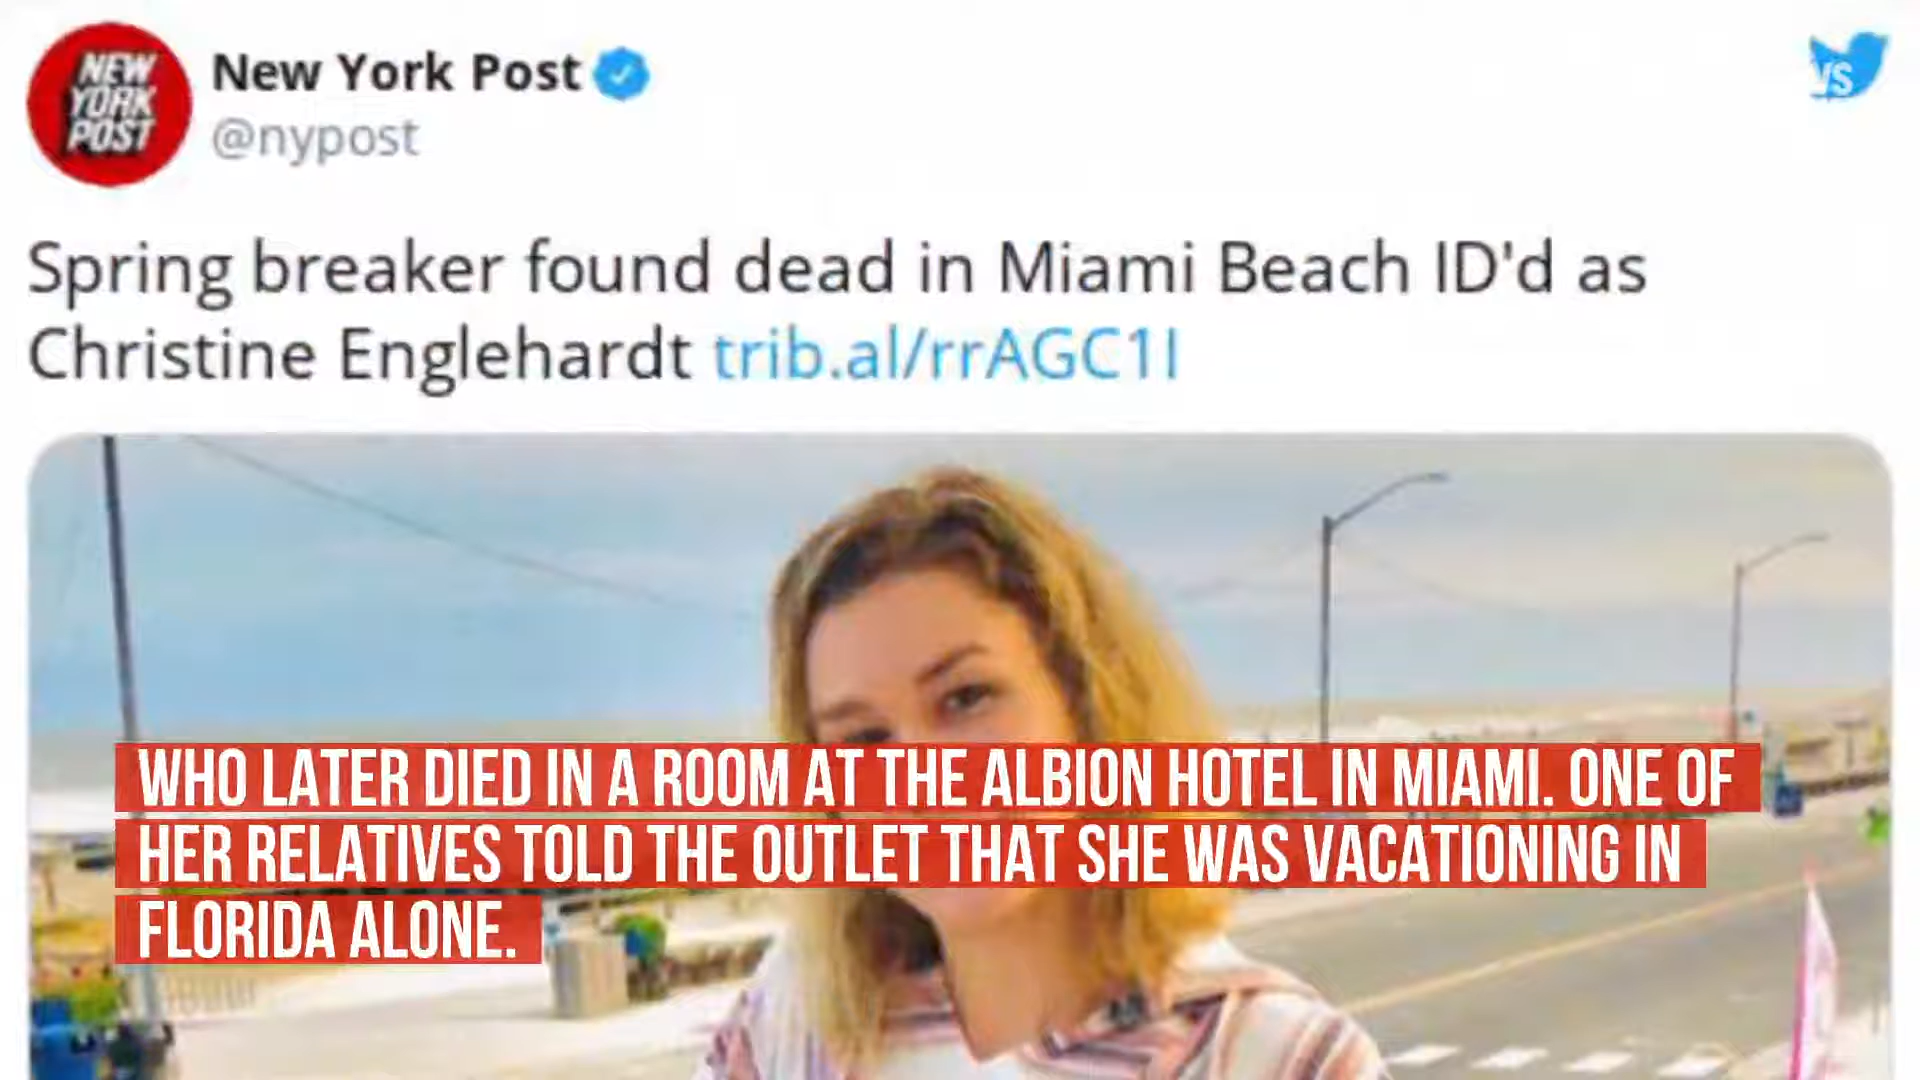 NEW
YORK
POST
New York Post
@nypost
VS
Spring breaker found dead in Miami Beach ID'd as
Christine Englehardt trib.al/rrAGC1I
WHO LATER DIED IN A ROOM AT THE ALBION HOTEL IN MIAMI. ONE OF
HER RELATIVES TOLD THE OUTLET THAT SHE WAS VACATIONING IN
FLORIDA ALONE.